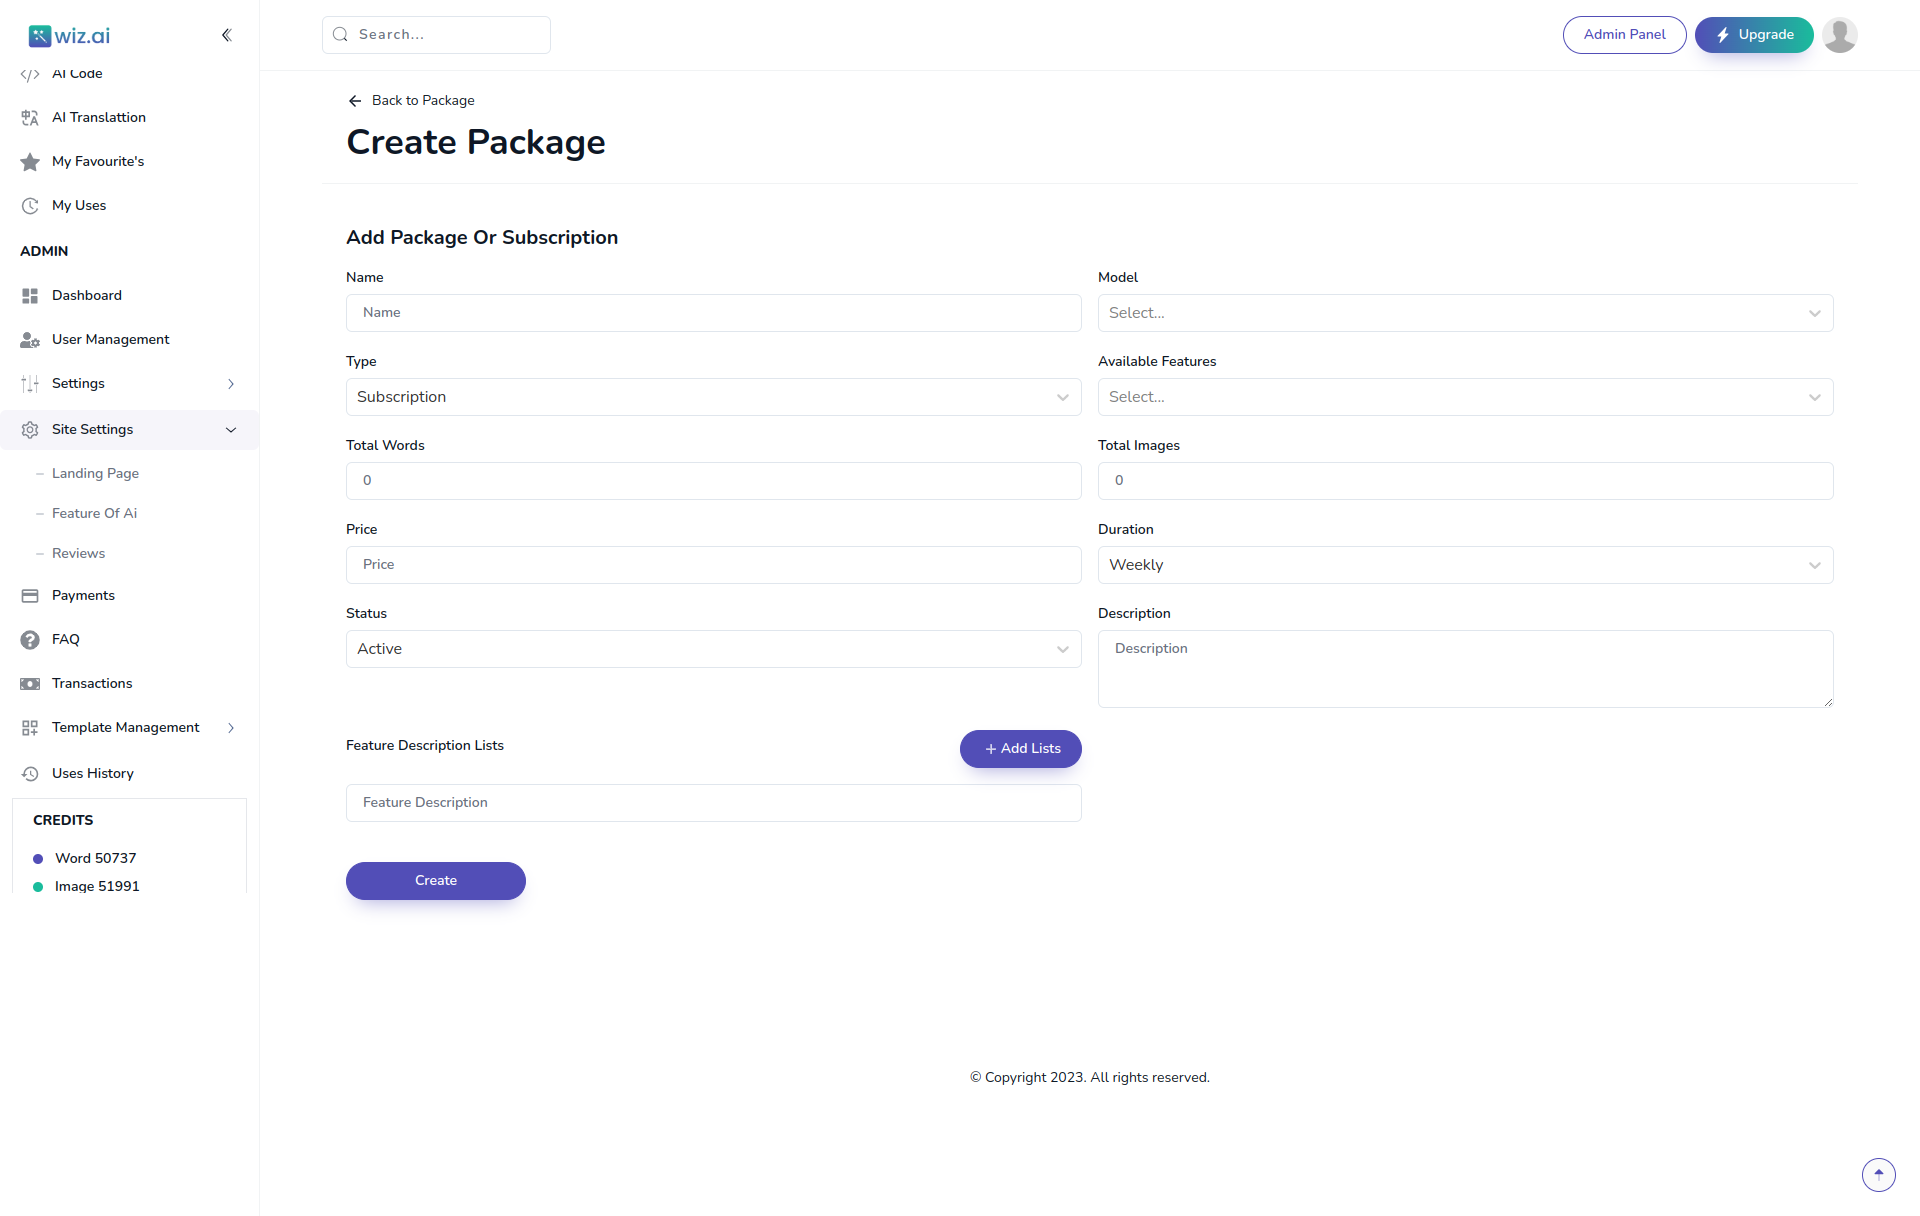 wiz.ai
Search...
Admin Panel
Upgrade
AI Code
AI Translattion
My Favourite's
My Uses
ADMIN
Dashboard
User Management
Settings
Site Settings
Landing Page
Feature Of Ai
Reviews
Payments
FAQ
Transactions
Template Management
Uses History
CREDITS
Word 50737
Image 51991
Back to Package
Create Package
Add Package Or Subscription
Name
Name
Model
Select...
Type
Subscription
Available Features
Select...
Total Words
0
Total Images
0
Price
Price
Duration
Weekly
Status
Active
Description
Description
Feature Description Lists
+ Add Lists
Feature Description
Create
© Copyright 2023. All rights reserved.